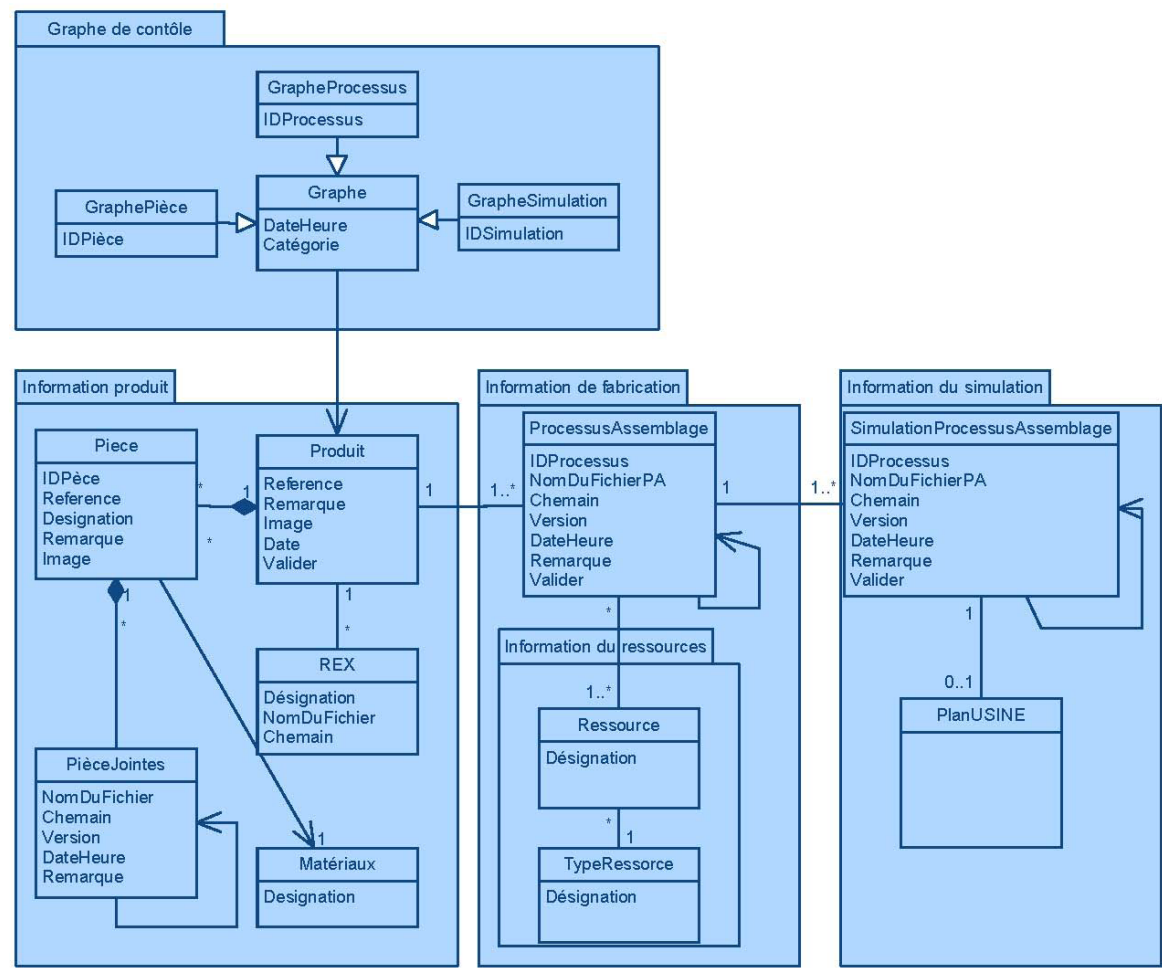 Graphe de contôle
GrapheProcessus
IDProcessus
GraphePièce
IDPièce
Graphe
DateHeure
Catégorie
GrapheSimulation
IDSimulation
Information produit
Piece
IDPèce
Reference
Designation
Remarque
Image
*
1
*
Produit
Reference
Remarque
Image
Date
Valider
1
1..*
1
*
1
*
REX
Désignation
NomDuFichier
Chemain
PièceJointes
NomDuFichier
Chemain
Version
DateHeure
Remarque
1
Matériaux
Designation
Information de fabrication
ProcessusAssemblage
IDProcessus
NomDuFichierPA
Chemain
Version
DateHeure
Remarque
Valider
1
1..*
*
Information du ressources
1..*
Ressource
Désignation
*
1
TypeRessorce
Désignation
Information du simulation
SimulationProcessusAssemblage
IDProcessus
NomDuFichierPA
Chemain
Version
DateHeure
Remarque
Valider
1
0..1
PlanUSINE